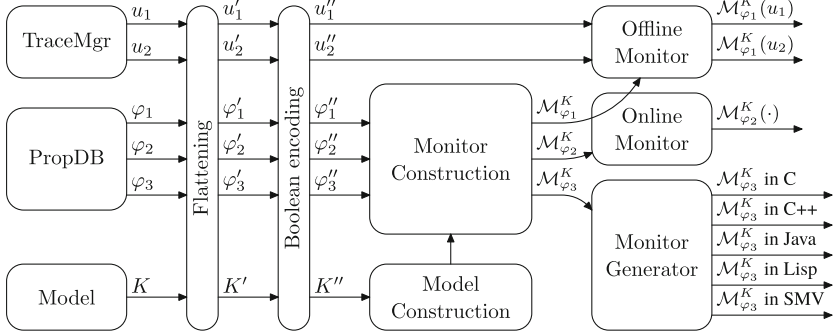 TraceMgr
u₁
u₂
PropDB
φ₁
φ₂
φ₃
Model
K
Flattening
u′₁
u′₂
φ′₁
φ′₂
φ′₃
K′
Boolean encoding
u″₁
u″₂
φ″₁
φ″₂
φ″₃
K″
Monitor
Construction
Model
Construction
ℳ^K_φ₁
ℳ^K_φ₂
ℳ^K_φ₃
Offline
Monitor
Online
Monitor
Monitor
Generator
ℳ^K_φ₁(u₁)
ℳ^K_φ₁(u₂)
ℳ^K_φ₂(·)
ℳ^K_φ₃ in C
ℳ^K_φ₃ in C++
ℳ^K_φ₃ in Java
ℳ^K_φ₃ in Lisp
ℳ^K_φ₃ in SMV